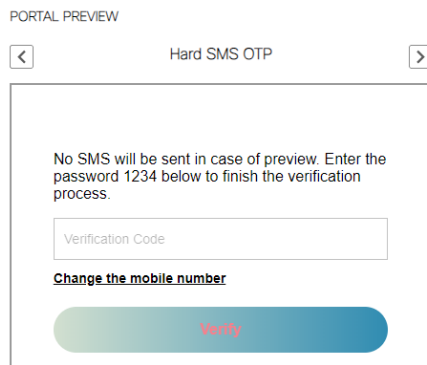 PORTAL PREVIEW
Hard SMS OTP
No SMS will be sent in case of preview. Enter the
password 1234 below to finish the verification
process.
Verification Code
Change the mobile number
Verify